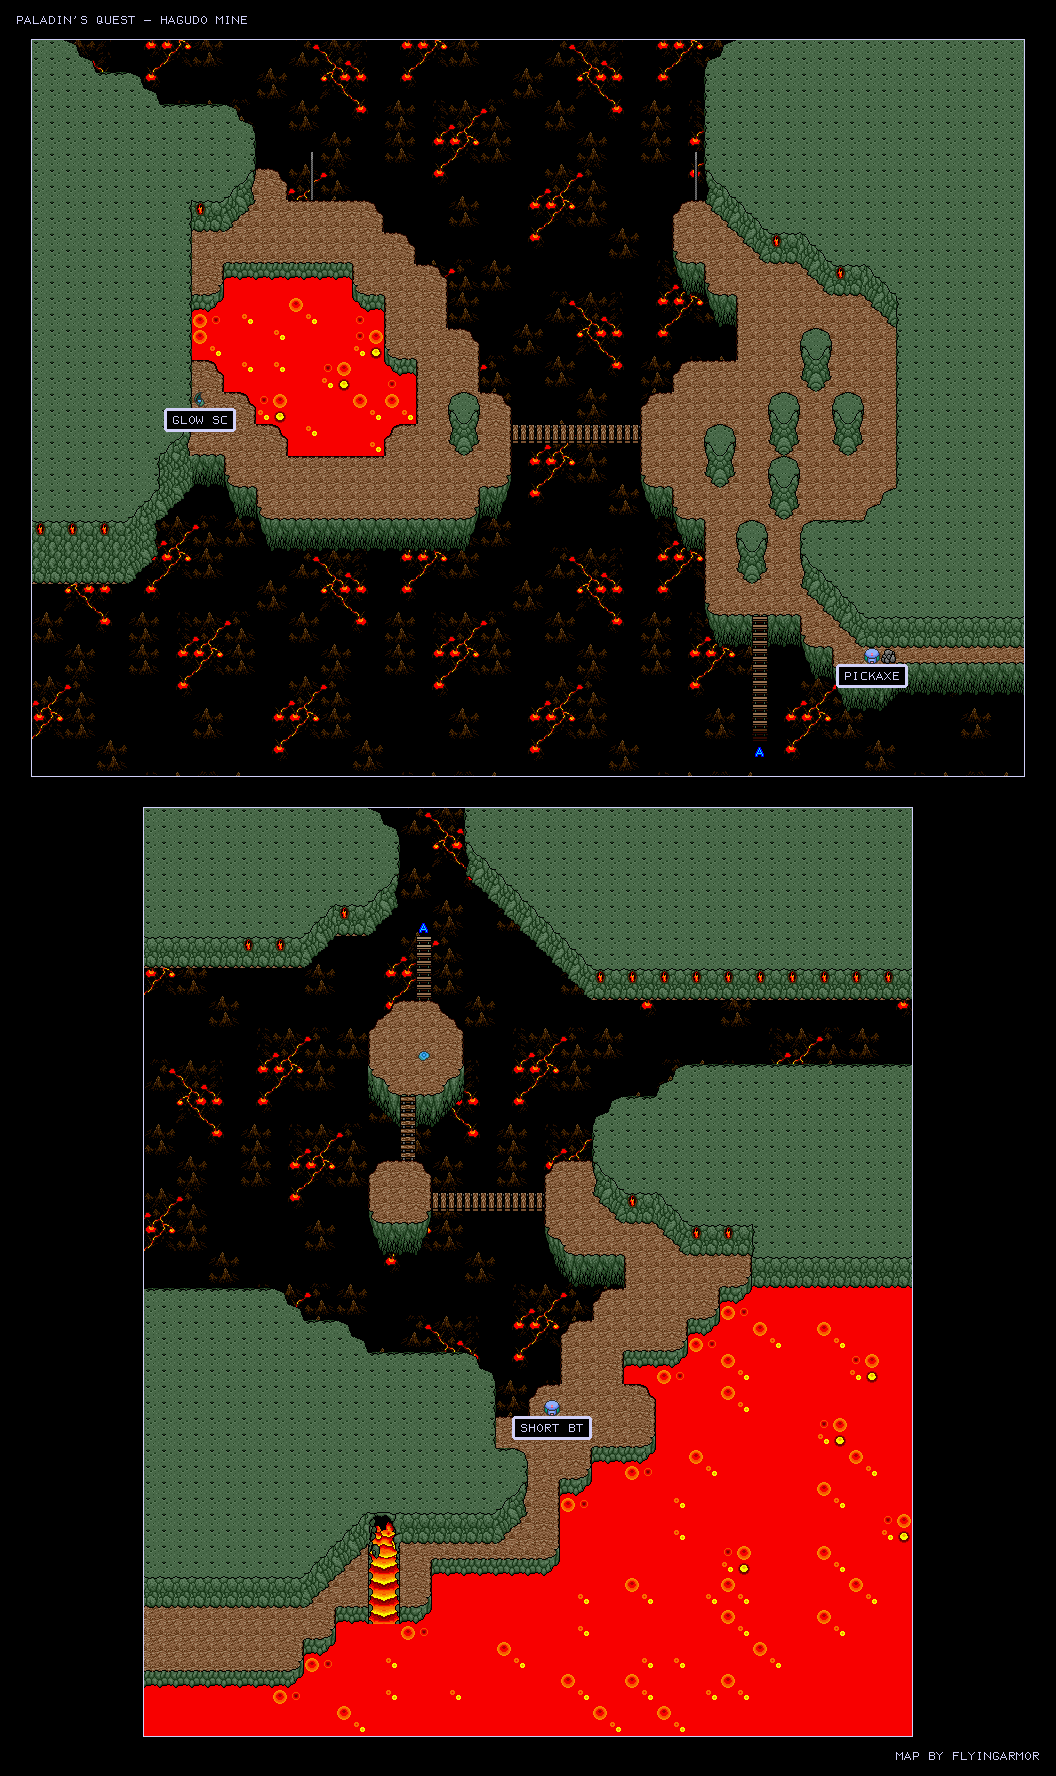 PALADIN'S QUEST – HAGUDO MINE
GLOW SC
PICKAXE
A
A
SHORT BT
MAP BY FLYINGARMOR